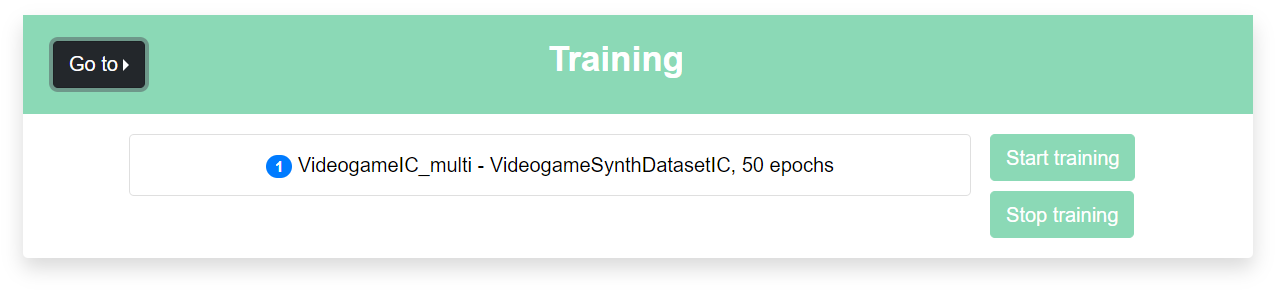 Go to
Training
1 VideogameIC_multi - VideogameSynthDatasetIC, 50 epochs
Start training
Stop training